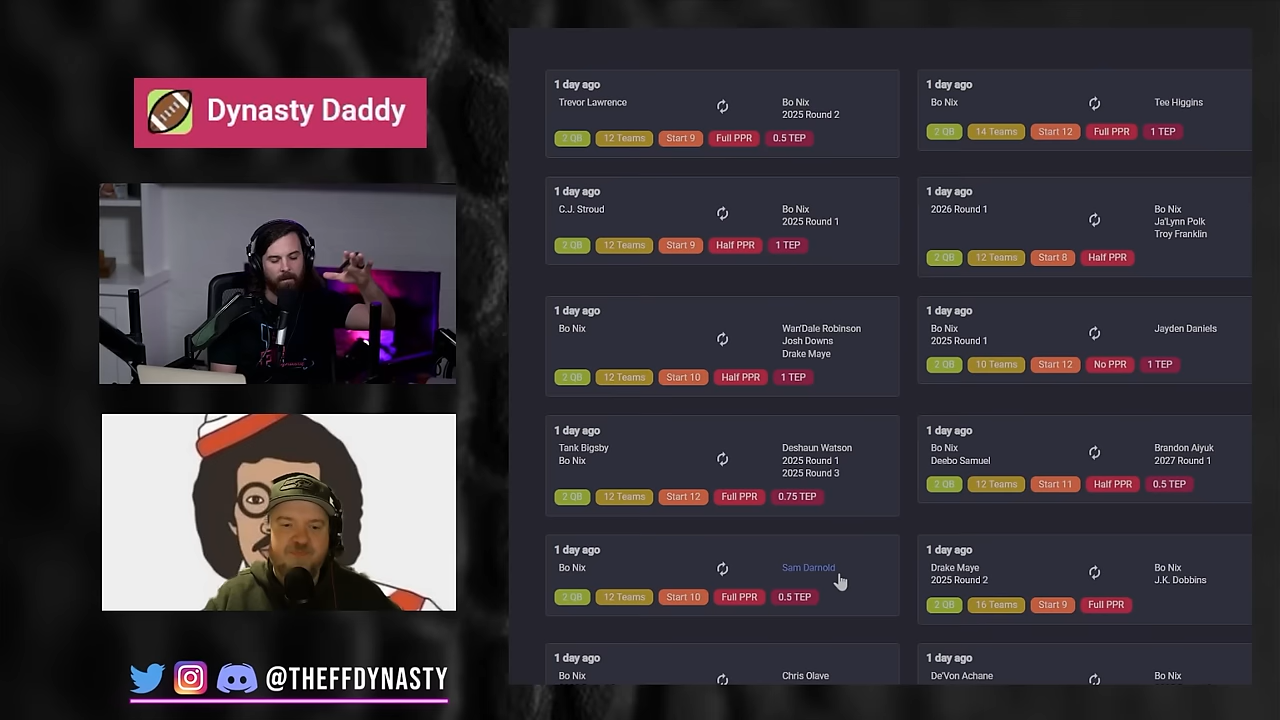 Dynasty Daddy
@THEFFDYNASTY
1 day ago
Trevor Lawrence
Bo Nix
2025 Round 2
2 QB 12 Teams Start 9 Full PPR 0.5 TEP
1 day ago
Bo Nix
Tee Higgins
2 QB 14 Teams Start 12 Full PPR 1 TEP
1 day ago
C.J. Stroud
Bo Nix
2025 Round 1
2 QB 12 Teams Start 9 Half PPR 1 TEP
1 day ago
2026 Round 1
Bo Nix
Ja'Lynn Polk
Troy Franklin
2 QB 12 Teams Start 8 Half PPR
1 day ago
Bo Nix
Wan'Dale Robinson
Josh Downs
Drake Maye
2 QB 12 Teams Start 10 Half PPR 1 TEP
1 day ago
Bo Nix
2025 Round 1
Jayden Daniels
2 QB 10 Teams Start 12 No PPR 1 TEP
1 day ago
Tank Bigsby
Bo Nix
Deshaun Watson
2025 Round 1
2025 Round 3
2 QB 12 Teams Start 12 Full PPR 0.75 TEP
1 day ago
Bo Nix
Deebo Samuel
Brandon Aiyuk
2027 Round 1
2 QB 12 Teams Start 11 Half PPR 0.5 TEP
1 day ago
Bo Nix
Sam Darnold
2 QB 12 Teams Start 10 Full PPR 0.5 TEP
1 day ago
Drake Maye
2025 Round 2
Bo Nix
J.K. Dobbins
2 QB 16 Teams Start 9 Full PPR
1 day ago
Bo Nix
Chris Olave
1 day ago
De'Von Achane
Bo Nix